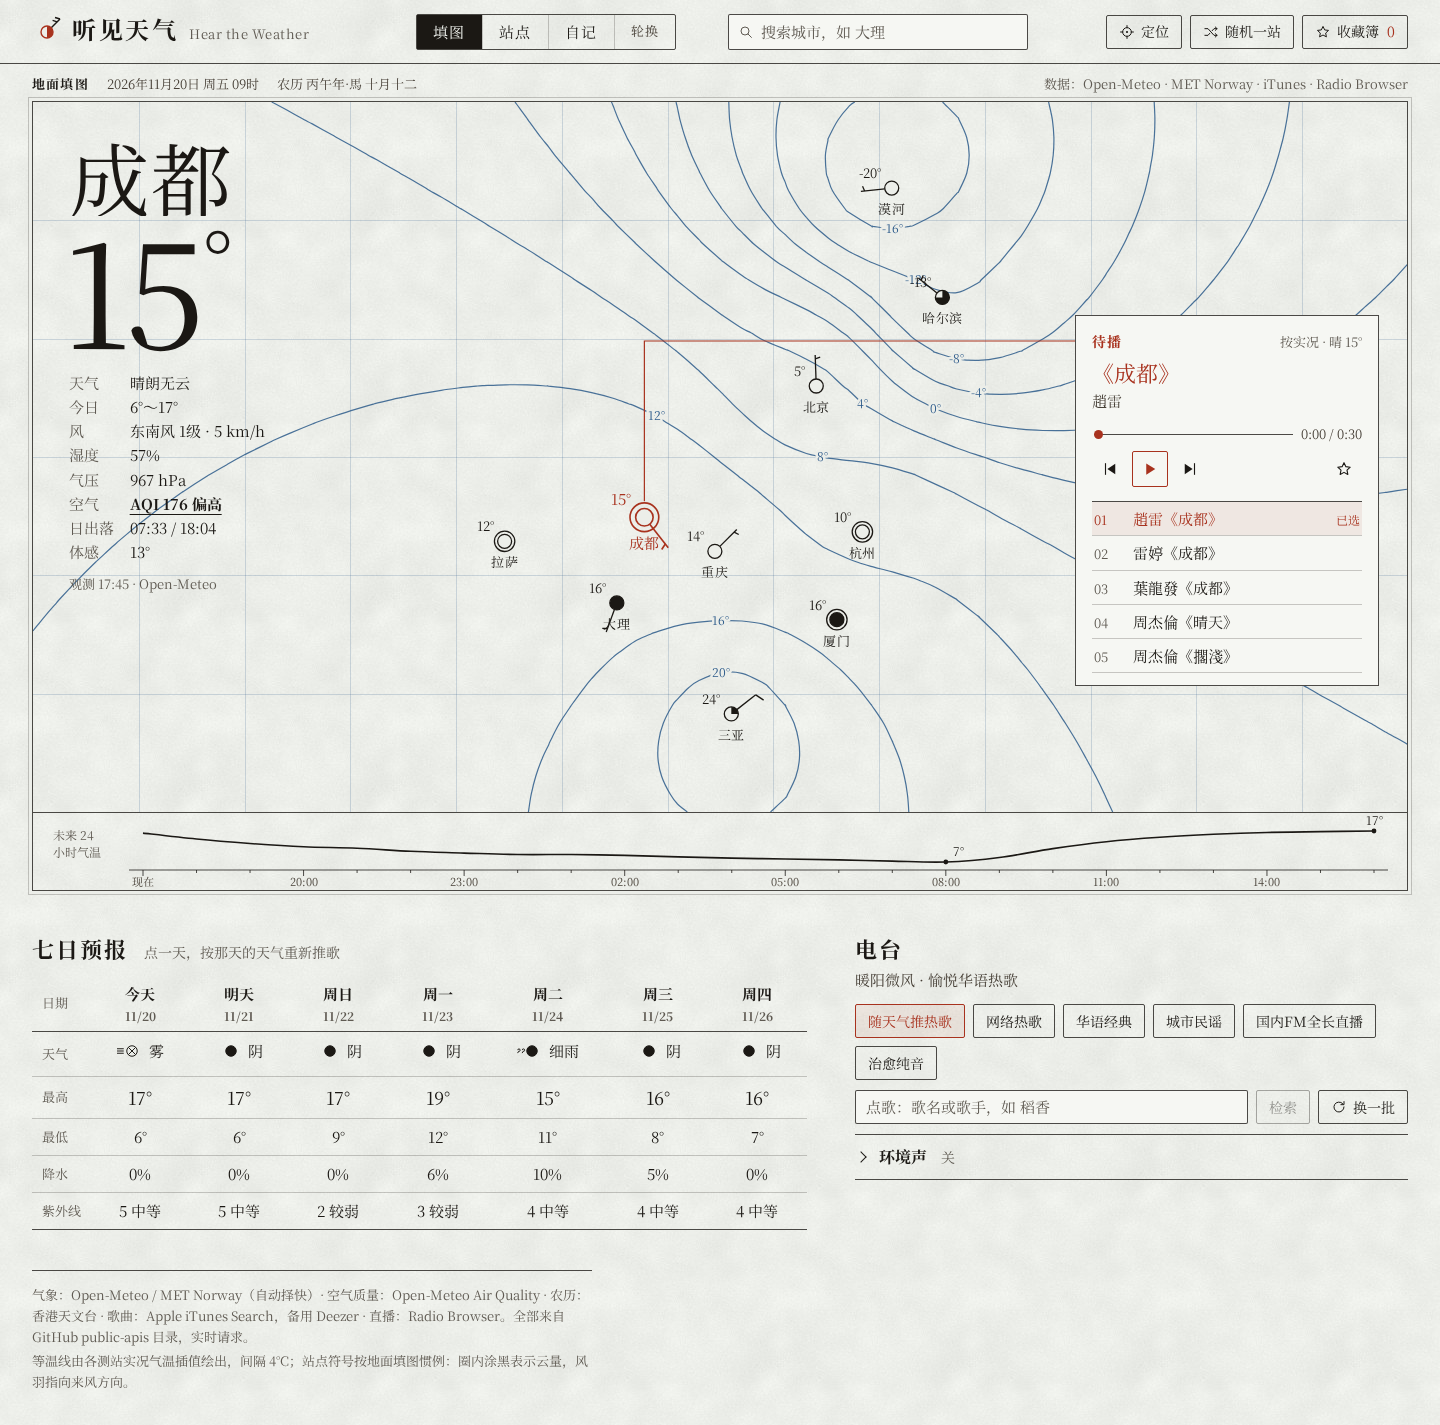 听见天气 Hear the Weather
填图 站点 自记 轮换
搜索城市，如 大理
定位 随机一站 收藏簿 0
地面填图 2026年11月20日 周五 09时 农历 丙午年·馬 十月十二
数据：Open-Meteo · MET Norway · iTunes · Radio Browser
成都
15°
天气 晴朗无云
今日 6°～17°
风 东南风 1级 · 5 km/h
湿度 57%
气压 967 hPa
空气 AQI 176 偏高
日出落 07:33 / 18:04
体感 13°
观测 17:45 · Open-Meteo
-20°
漠河
-16°
哈尔滨
-8°
5°
北京
4°
-4°
0°
12°
8°
15°
成都
12°
拉萨
14°
重庆
10°
杭州
16°
大理
16°
16°
厦门
20°
24°
三亚
待播 按实况 · 晴 15°
《成都》
趙雷
0:00 / 0:30
01 趙雷《成都》 已选
02 雷婷《成都》
03 葉龍發《成都》
04 周杰倫《晴天》
05 周杰倫《擱淺》
未来 24
小时气温
7°
17°
现在 20:00 23:00 02:00 05:00 08:00 11:00 14:00
七日预报 点一天，按那天的天气重新推歌
日期 今天 明天 周日 周一 周二 周三 周四
11/20 11/21 11/22 11/23 11/24 11/25 11/26
天气 雾 阴 阴 阴 细雨 阴 阴
最高 17° 17° 17° 19° 15° 16° 16°
最低 6° 6° 9° 12° 11° 8° 7°
降水 0% 0% 0% 6% 10% 5% 0%
紫外线 5 中等 5 中等 2 较弱 3 较弱 4 中等 4 中等 4 中等
电台
暖阳微风 · 愉悦华语热歌
随天气推热歌 网络热歌 华语经典 城市民谣 国内FM全长直播
治愈纯音
点歌：歌名或歌手，如 稻香 检索 换一批
环境声 关
气象：Open-Meteo / MET Norway（自动择快）· 空气质量：Open-Meteo Air Quality · 农历：
香港天文台 · 歌曲：Apple iTunes Search，备用 Deezer · 直播：Radio Browser。全部来自
GitHub public-apis 目录，实时请求。
等温线由各测站实况气温插值绘出，间隔 4℃；站点符号按地面填图惯例：圈内涂黑表示云量，风
羽指向来风方向。